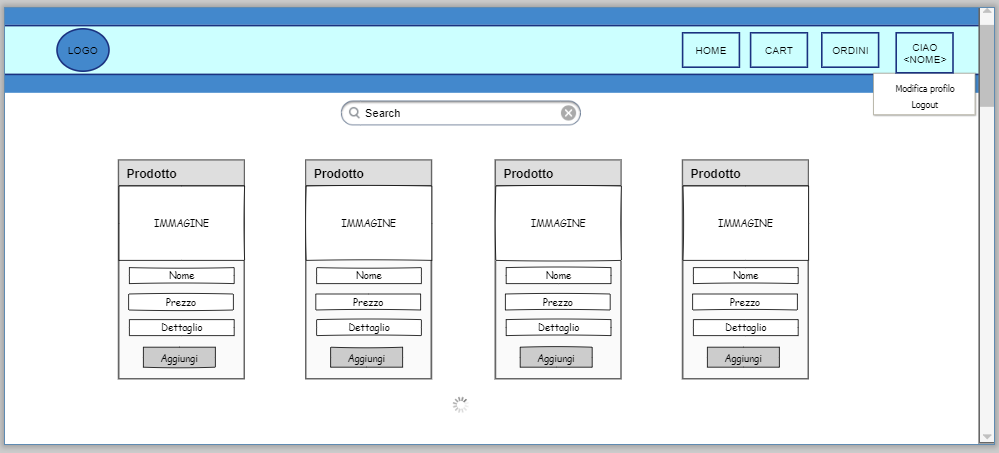 LOGO
HOME
CART
ORDINI
CIAO
<NOME>
Modifica profilo
Logout
Search
Prodotto
IMMAGINE
Nome
Prezzo
Dettaglio
Aggiungi
Prodotto
IMMAGINE
Nome
Prezzo
Dettaglio
Aggiungi
Prodotto
IMMAGINE
Nome
Prezzo
Dettaglio
Aggiungi
Prodotto
IMMAGINE
Nome
Prezzo
Dettaglio
Aggiungi